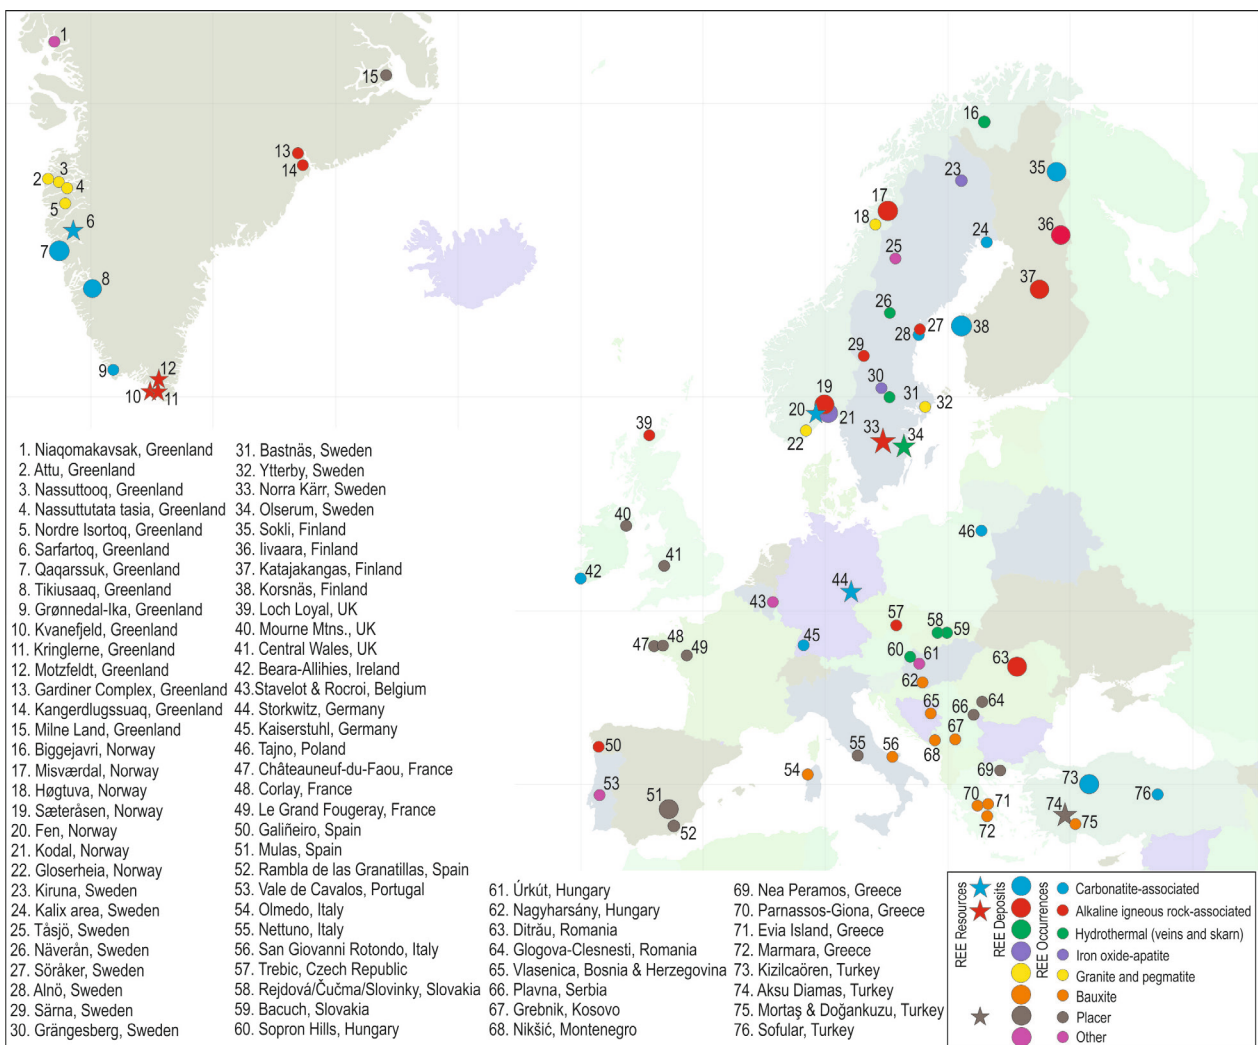 1
15
16
13
14
2
3
4
5
6
7
8
9
10
11
12
17
18
23
35
24
36
25
37
26
27
28
38
29
30
19
20
21
22
31
32
33
34
39
40
41
42
43
44
45
46
47
48
49
57
58
59
60
61
62
63
64
65
66
67
68
50
51
52
53
54
55
56
69
70
71
72
73
74
75
76
1. Niaqomakavsak, Greenland
2. Attu, Greenland
3. Nassuttooq, Greenland
4. Nassuttutata tasia, Greenland
5. Nordre Isortoq, Greenland
6. Sarfartoq, Greenland
7. Qaqarssuk, Greenland
8. Tikiusaaq, Greenland
9. Grønnedal-Ika, Greenland
10. Kvanefjeld, Greenland
11. Kringlerne, Greenland
12. Motzfeldt, Greenland
13. Gardiner Complex, Greenland
14. Kangerdlugssuaq, Greenland
15. Milne Land, Greenland
16. Biggejavri, Norway
17. Misværdal, Norway
18. Høgtuva, Norway
19. Sæteråsen, Norway
20. Fen, Norway
21. Kodal, Norway
22. Gloserheia, Norway
23. Kiruna, Sweden
24. Kalix area, Sweden
25. Tåsjö, Sweden
26. Näverån, Sweden
27. Söråker, Sweden
28. Alnö, Sweden
29. Särna, Sweden
30. Grängesberg, Sweden
31. Bastnäs, Sweden
32. Ytterby, Sweden
33. Norra Kärr, Sweden
34. Olserum, Sweden
35. Sokli, Finland
36. Iivaara, Finland
37. Katajakangas, Finland
38. Korsnäs, Finland
39. Loch Loyal, UK
40. Mourne Mtns., UK
41. Central Wales, UK
42. Beara-Allihies, Ireland
43.Stavelot & Rocroi, Belgium
44. Storkwitz, Germany
45. Kaiserstuhl, Germany
46. Tajno, Poland
47. Châteauneuf-du-Faou, France
48. Corlay, France
49. Le Grand Fougeray, France
50. Galiñeiro, Spain
51. Mulas, Spain
52. Rambla de las Granatillas, Spain
53. Vale de Cavalos, Portugal
54. Olmedo, Italy
55. Nettuno, Italy
56. San Giovanni Rotondo, Italy
57. Trebic, Czech Republic
58. Rejdová/Čučma/Slovinky, Slovakia
59. Bacuch, Slovakia
60. Sopron Hills, Hungary
61. Úrkút, Hungary
62. Nagyharsány, Hungary
63. Ditrău, Romania
64. Glogova-Clesnesti, Romania
65. Vlasenica, Bosnia & Herzegovina
66. Plavna, Serbia
67. Grebnik, Kosovo
68. Nikšić, Montenegro
69. Nea Peramos, Greece
70. Parnassos-Giona, Greece
71. Evia Island, Greece
72. Marmara, Greece
73. Kizilcaören, Turkey
74. Aksu Diamas, Turkey
75. Mortaş & Doğankuzu, Turkey
76. Sofular, Turkey
REE Resources
REE Deposits
REE Occurrences
Carbonatite-associated
Alkaline igneous rock-associated
Hydrothermal (veins and skarn)
Iron oxide-apatite
Granite and pegmatite
Bauxite
Placer
Other